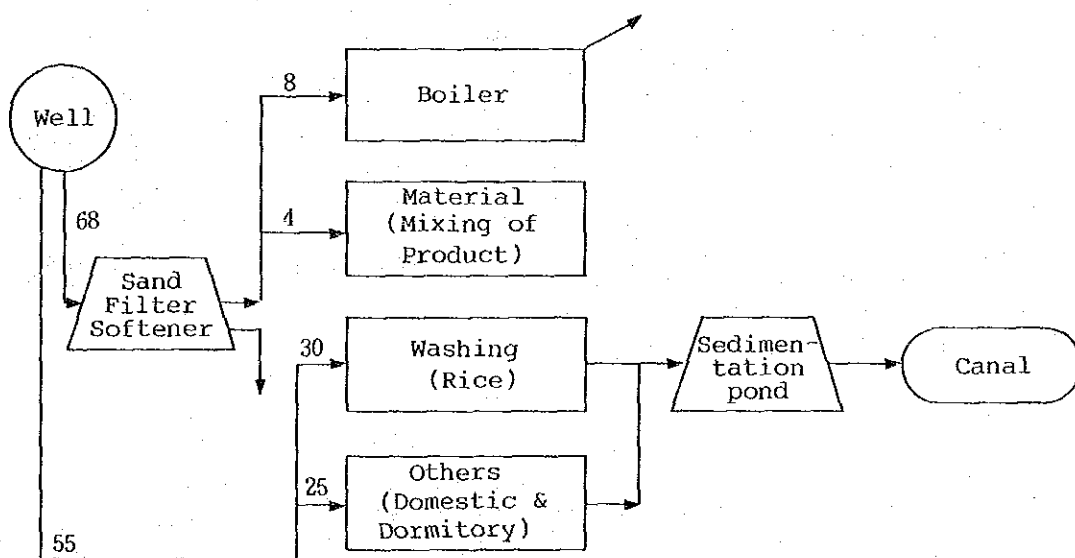 8
Boiler
Well
68
4
Material
(Mixing of
Product)
Sand
Filter
Softener
30
Washing
(Rice)
Sedimen-
tation
pond
Canal
25
Others
(Domestic &
Dormitory)
55